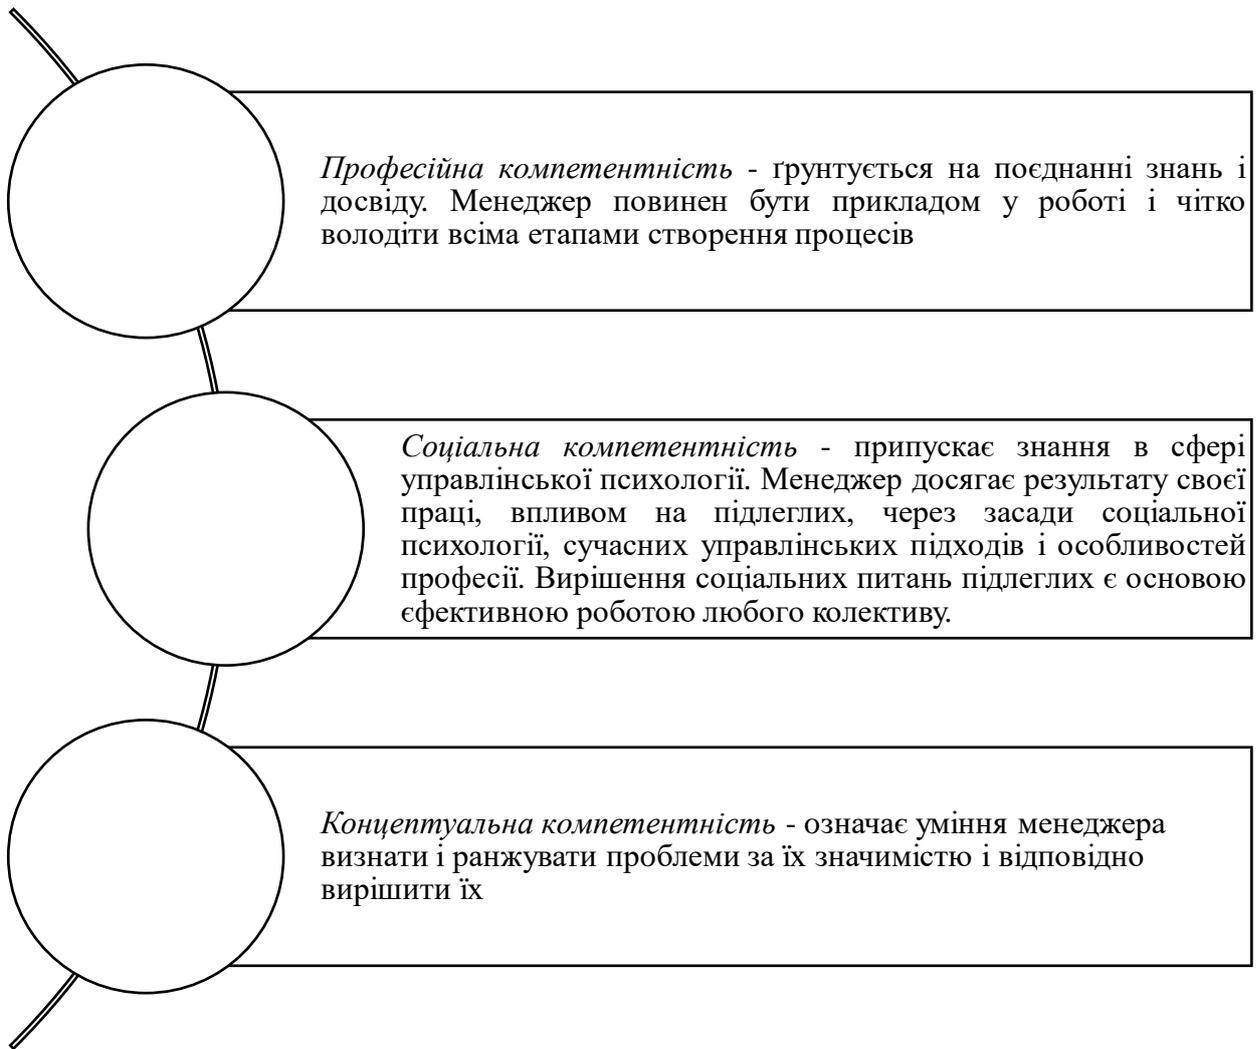 Професійна компетентність - ґрунтується на поєднанні знань і
досвіду. Менеджер повинен бути прикладом у роботі і чітко
володіти всіма етапами створення процесів
Соціальна компетентність - припускає знання в сфері
управлінської психології. Менеджер досягає результату своєї
праці, впливом на підлеглих, через засади соціальної
психології, сучасних управлінських підходів і особливостей
професії. Вирішення соціальних питань підлеглих є основою
єфективною роботою любого колективу.
Концептуальна компетентність - означає уміння менеджера
визнати і ранжувати проблеми за їх значимістю і відповідно
вирішити їх